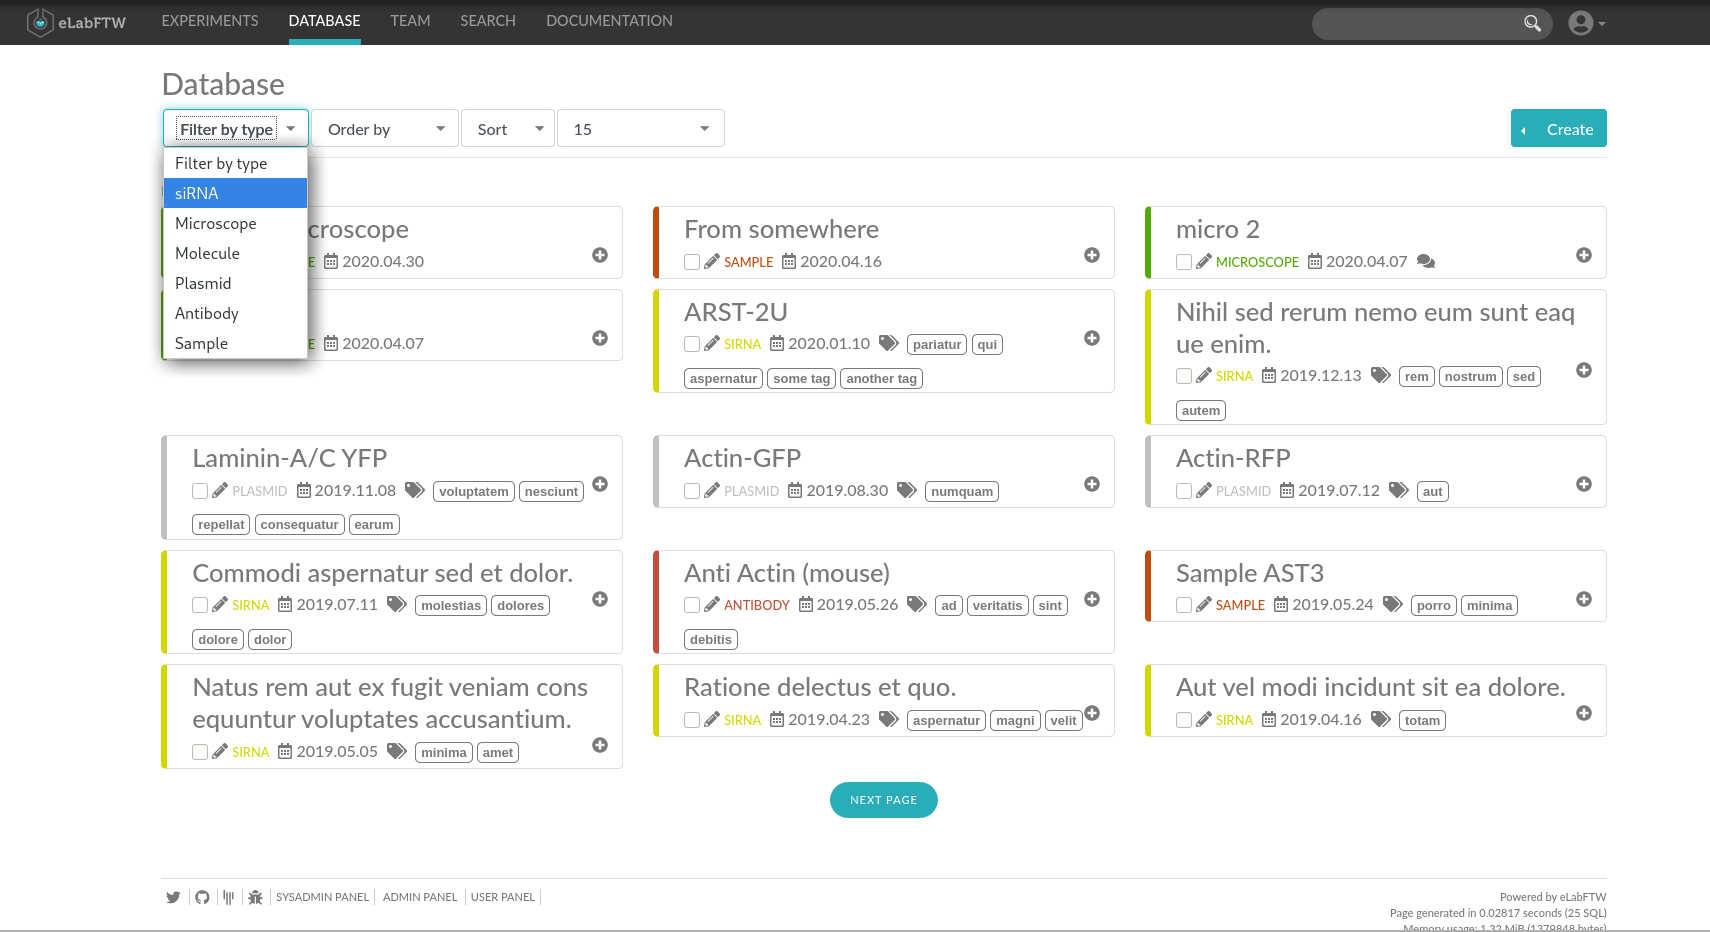 eLabFTW EXPERIMENTS DATABASE TEAM SEARCH DOCUMENTATION
Database
Filter by type Order by Sort 15 Create
Filter by type
siRNA
Microscope
Molecule
Plasmid
Antibody
Sample
croscope
E 2020.04.30
From somewhere
SAMPLE 2020.04.16
micro 2
MICROSCOPE 2020.04.07
E 2020.04.07
ARST-2U
SIRNA 2020.01.10 pariatur qui
aspernatur some tag another tag
Nihil sed rerum nemo eum sunt eaq
ue enim.
SIRNA 2019.12.13 rem nostrum sed
autem
Laminin-A/C YFP
PLASMID 2019.11.08 voluptatem nesciunt
repellat consequatur earum
Actin-GFP
PLASMID 2019.08.30 numquam
Actin-RFP
PLASMID 2019.07.12 aut
Commodi aspernatur sed et dolor.
SIRNA 2019.07.11 molestias dolores
dolore dolor
Anti Actin (mouse)
ANTIBODY 2019.05.26 ad veritatis sint
debitis
Sample AST3
SAMPLE 2019.05.24 porro minima
Natus rem aut ex fugit veniam cons
equuntur voluptates accusantium.
SIRNA 2019.05.05 minima amet
Ratione delectus et quo.
SIRNA 2019.04.23 aspernatur magni velit
Aut vel modi incidunt sit ea dolore.
SIRNA 2019.04.16 totam
NEXT PAGE
SYSADMIN PANEL ADMIN PANEL USER PANEL
Powered by eLabFTW
Page generated in 0.02817 seconds (25 SQL)
Memory usage: 1.32 MiB (1379848 bytes)